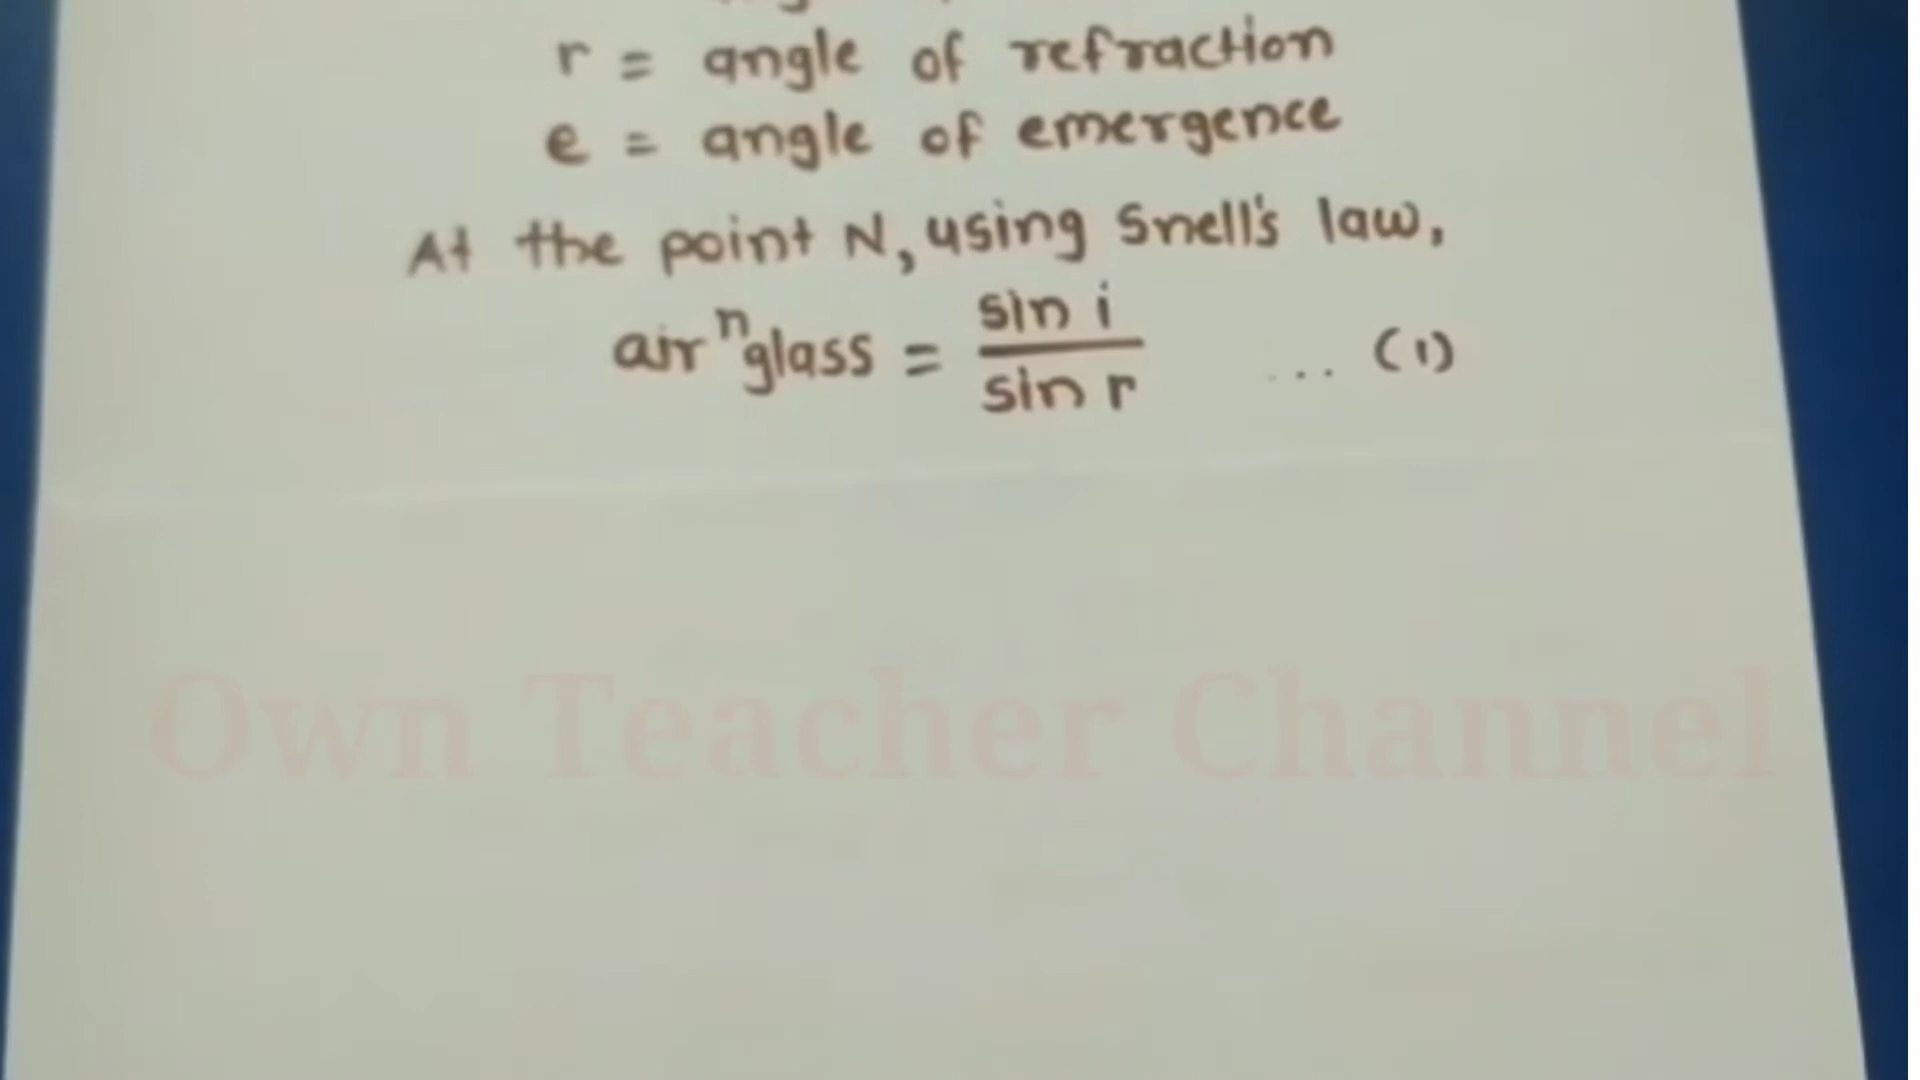 r = angle of refraction
e = angle of emergence
At the point N, using Snell's law,
air n glass = sin i / sin r ... (1)
Own Teacher Channel